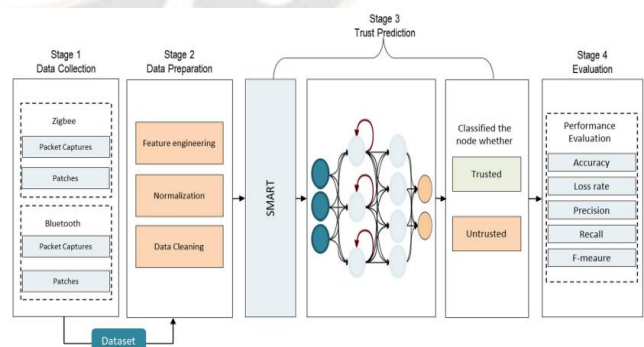 Stage 1
Data Collection
Zigbee
Packet Captures
Patches
Bluetooth
Packet Captures
Patches
Dataset
Stage 2
Data Preparation
Feature engineering
Normalization
Data Cleaning
Stage 3
Trust Prediction
SMART
Classified the
node whether
Trusted
Untrusted
Stage 4
Evaluation
Performance
Evaluation
Accuracy
Loss rate
Precision
Recall
F-meaure